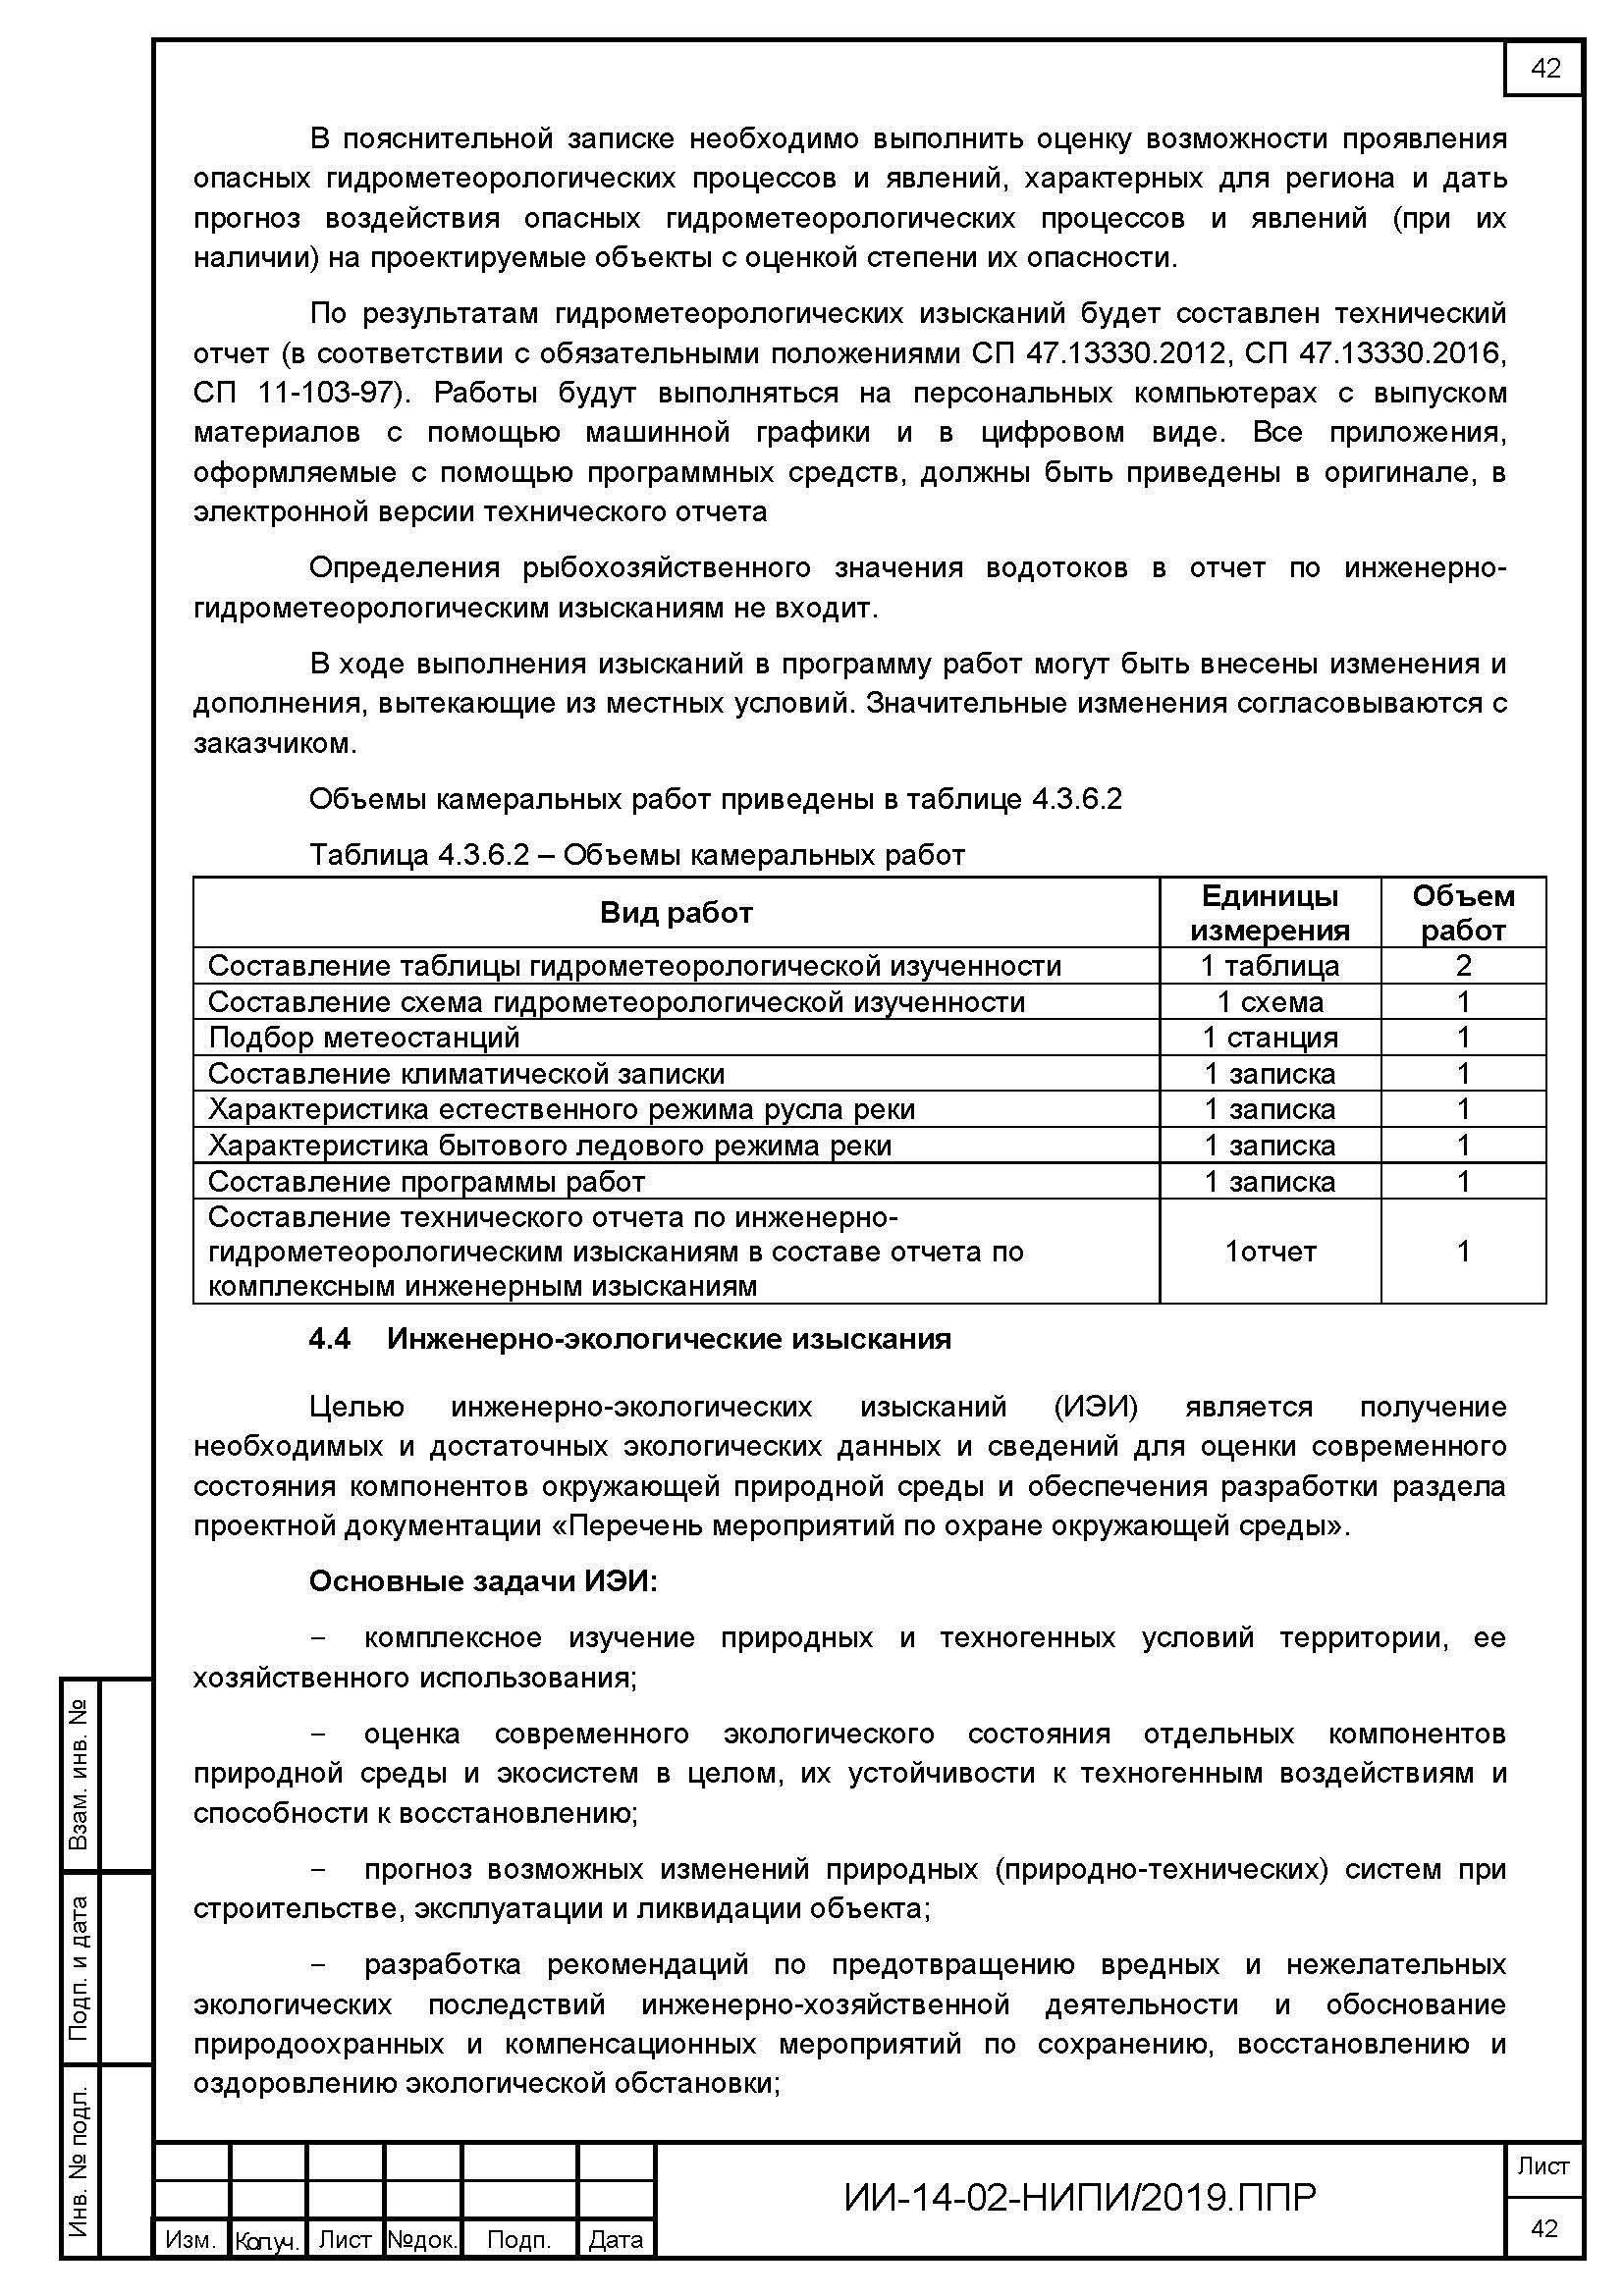 42
В пояснительной записке необходимо выполнить оценку возможности проявления
опасных гидрометеорологических процессов и явлений, характерных для региона и дать
прогноз воздействия опасных гидрометеорологических процессов и явлений (при их
наличии) на проектируемые объекты с оценкой степени их опасности.
По результатам гидрометеорологических изысканий будет составлен технический
отчет (в соответствии с обязательными положениями СП 47.13330.2012, СП 47.13330.2016,
СП 11-103-97). Работы будут выполняться на персональных компьютерах с выпуском
материалов с помощью машинной графики и в цифровом виде. Все приложения,
оформляемые с помощью программных средств, должны быть приведены в оригинале, в
электронной версии технического отчета
Определения рыбохозяйственного значения водотоков в отчет по инженерно-
гидрометеорологическим изысканиям не входит.
В ходе выполнения изысканий в программу работ могут быть внесены изменения и
дополнения, вытекающие из местных условий. Значительные изменения согласовываются с
заказчиком.
Объемы камеральных работ приведены в таблице 4.3.6.2
Таблица 4.3.6.2 – Объемы камеральных работ
Вид работ Единицы измерения Объем работ
Составление таблицы гидрометеорологической изученности 1 таблица 2
Составление схема гидрометеорологической изученности 1 схема 1
Подбор метеостанций 1 станция 1
Составление климатической записки 1 записка 1
Характеристика естественного режима русла реки 1 записка 1
Характеристика бытового ледового режима реки 1 записка 1
Составление программы работ 1 записка 1
Составление технического отчета по инженерно-
гидрометеорологическим изысканиям в составе отчета по
комплексным инженерным изысканиям
1отчет 1
4.4 Инженерно-экологические изыскания
Целью инженерно-экологических изысканий (ИЭИ) является получение
необходимых и достаточных экологических данных и сведений для оценки современного
состояния компонентов окружающей природной среды и обеспечения разработки раздела
проектной документации «Перечень мероприятий по охране окружающей среды».
Основные задачи ИЭИ:
– комплексное изучение природных и техногенных условий территории, ее
хозяйственного использования;
– оценка современного экологического состояния отдельных компонентов
природной среды и экосистем в целом, их устойчивости к техногенным воздействиям и
способности к восстановлению;
– прогноз возможных изменений природных (природно-технических) систем при
строительстве, эксплуатации и ликвидации объекта;
– разработка рекомендаций по предотвращению вредных и нежелательных
экологических последствий инженерно-хозяйственной деятельности и обоснование
природоохранных и компенсационных мероприятий по сохранению, восстановлению и
оздоровлению экологической обстановки;
Взам. инв. №
Подп. и дата
Инв. № подл.
Изм. Кол.уч. Лист №док. Подп. Дата
ИИ-14-02-НИПИ/2019.ППР
Лист
42